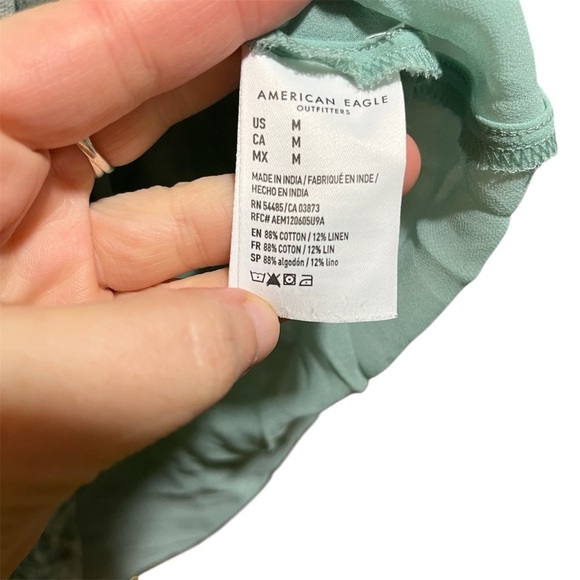 AMERICAN EAGLE
OUTFITTERS
US M
CA M
MX M
MADE IN INDIA / FABRIQUÉ EN INDE /
HECHO EN INDIA
RN 54485 / CA 03873
RFC# AEM120605U9A
EN 88% COTTON / 12% LINEN
FR 88% COTTON / 12% LIN
SP 88% algodón / 12% lino